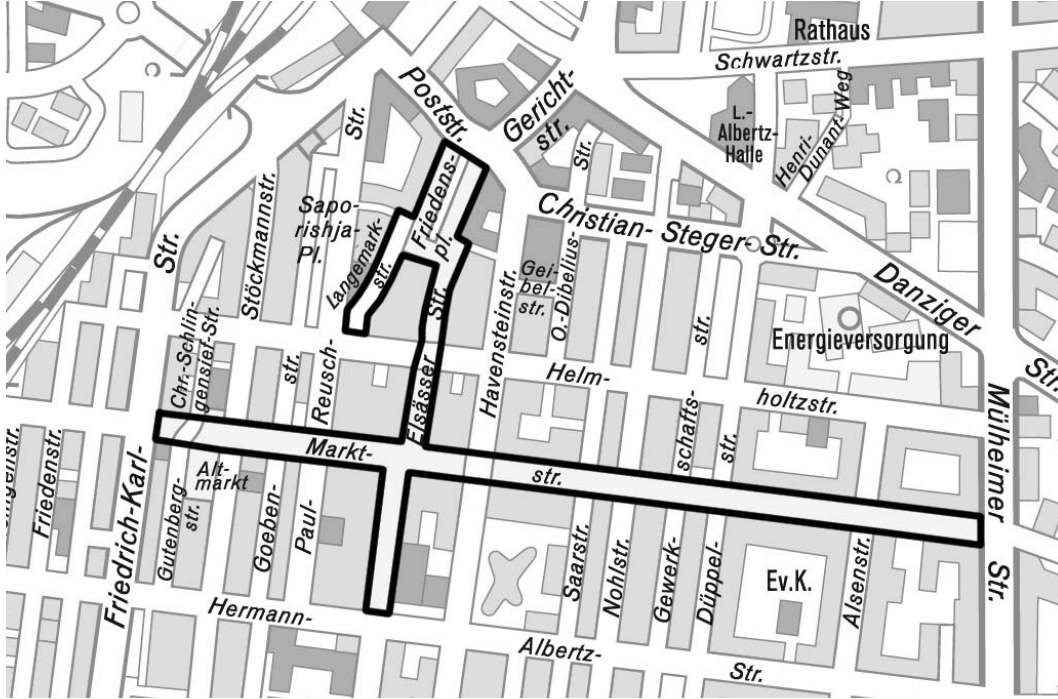 Rathaus
Schwartzstr.
Poststr.
Gericht-
str.
L.-
Albertz-
Halle
Henri-
Dunant-Weg
Str.
Str.
Friedens-
pl.
Sapo-
rishja-
Pl.
Langemark-
str.
Christian- Steger- Str.
Stöckmannstr.
Str.
Geibel-
str.
O.-Dibelius-
Danziger
Str.
Energieversorgung
Elsässer
Str.
Havensteinstr.
str.
Chr.-Schlin-
gensief-Str.
str.
Reusch-
Helm-
holtzstr.
Mülheimer
Str.
Markt-
str.
schafts-
str.
Friedenstr.
Friedrich-Karl-
Gutenberg-
str.
Alt-
markt
Goeben-
Paul-
Saarstr.
Nohlstr.
Gewerk-
Düppel-
Ev.K.
Alsenstr.
Hermann-
Albertz-
Str.